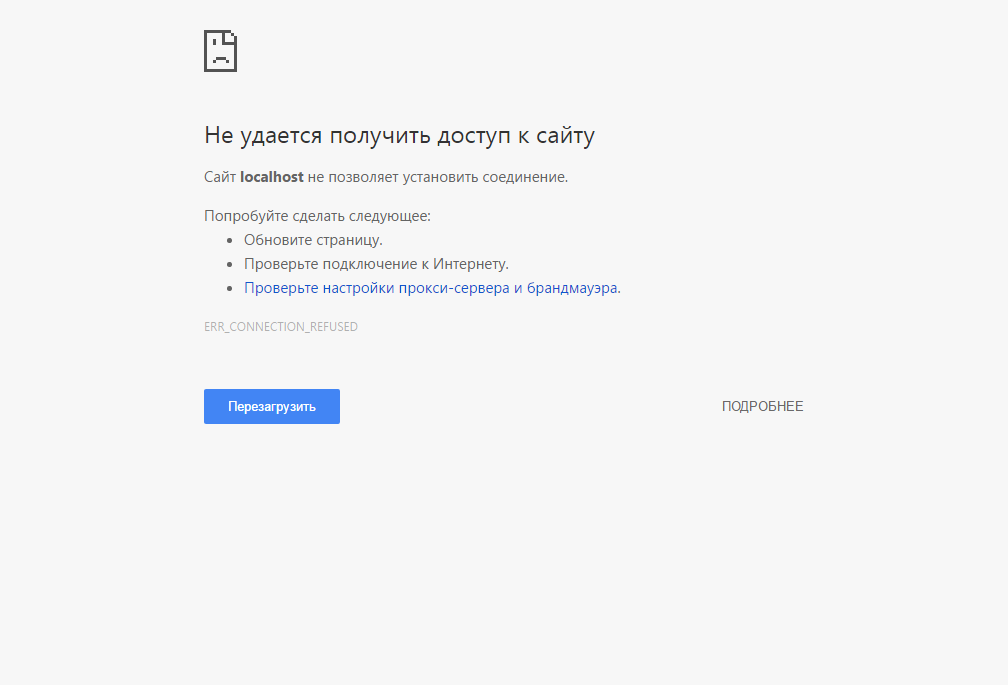 Не удается получить доступ к сайту
Сайт localhost не позволяет установить соединение.
Попробуйте сделать следующее:
Обновите страницу.
Проверьте подключение к Интернету.
Проверьте настройки прокси-сервера и брандмауэра.
ERR_CONNECTION_REFUSED
Перезагрузить ПОДРОБНЕЕ